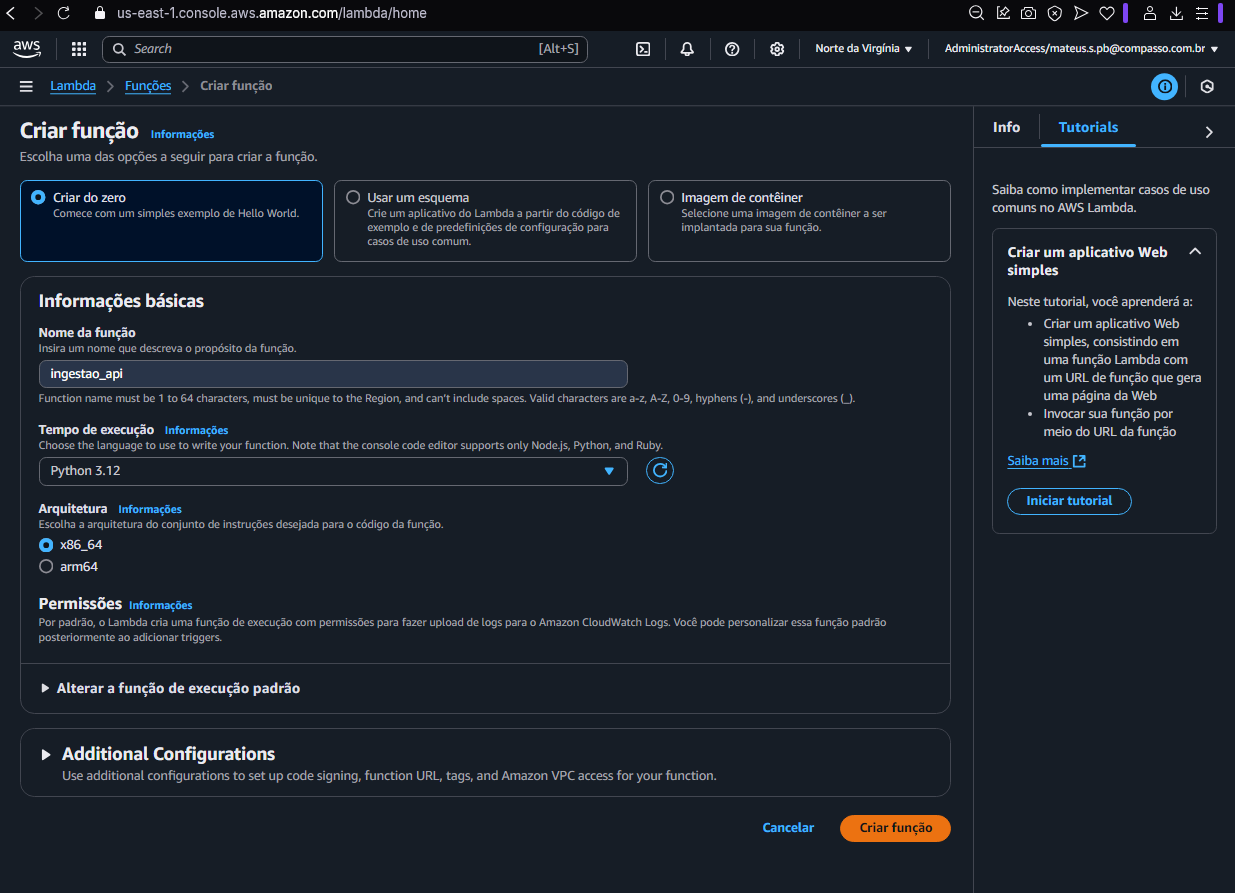 us-east-1.console.aws.amazon.com/lambda/home
aws
Search
[Alt+S]
Norte da Virgínia
AdministratorAccess/mateus.s.pb@compasso.com.br
Lambda
Funções
Criar função
Criar função
Informações
Escolha uma das opções a seguir para criar a função.
Criar do zero
Comece com um simples exemplo de Hello World.
Usar um esquema
Crie um aplicativo do Lambda a partir do código de
exemplo e de predefinições de configuração para
casos de uso comum.
Imagem de contêiner
Selecione uma imagem de contêiner a ser
implantada para sua função.
Informações básicas
Nome da função
Insira um nome que descreva o propósito da função.
ingestao_api
Function name must be 1 to 64 characters, must be unique to the Region, and can't include spaces. Valid characters are a-z, A-Z, 0-9, hyphens (-), and underscores (_).
Tempo de execução
Informações
Choose the language to use to write your function. Note that the console code editor supports only Node.js, Python, and Ruby.
Python 3.12
Arquitetura
Informações
Escolha a arquitetura do conjunto de instruções desejada para o código da função.
x86_64
arm64
Permissões
Informações
Por padrão, o Lambda cria uma função de execução com permissões para fazer upload de logs para o Amazon CloudWatch Logs. Você pode personalizar essa função padrão
posteriormente ao adicionar triggers.
Alterar a função de execução padrão
Additional Configurations
Use additional configurations to set up code signing, function URL, tags, and Amazon VPC access for your function.
Cancelar
Criar função
Info
Tutorials
Saiba como implementar casos de uso
comuns no AWS Lambda.
Criar um aplicativo Web
simples
Neste tutorial, você aprenderá a:
• Criar um aplicativo Web
simples, consistindo em
uma função Lambda com
um URL de função que gera
uma página da Web
• Invocar sua função por
meio do URL da função
Saiba mais
Iniciar tutorial